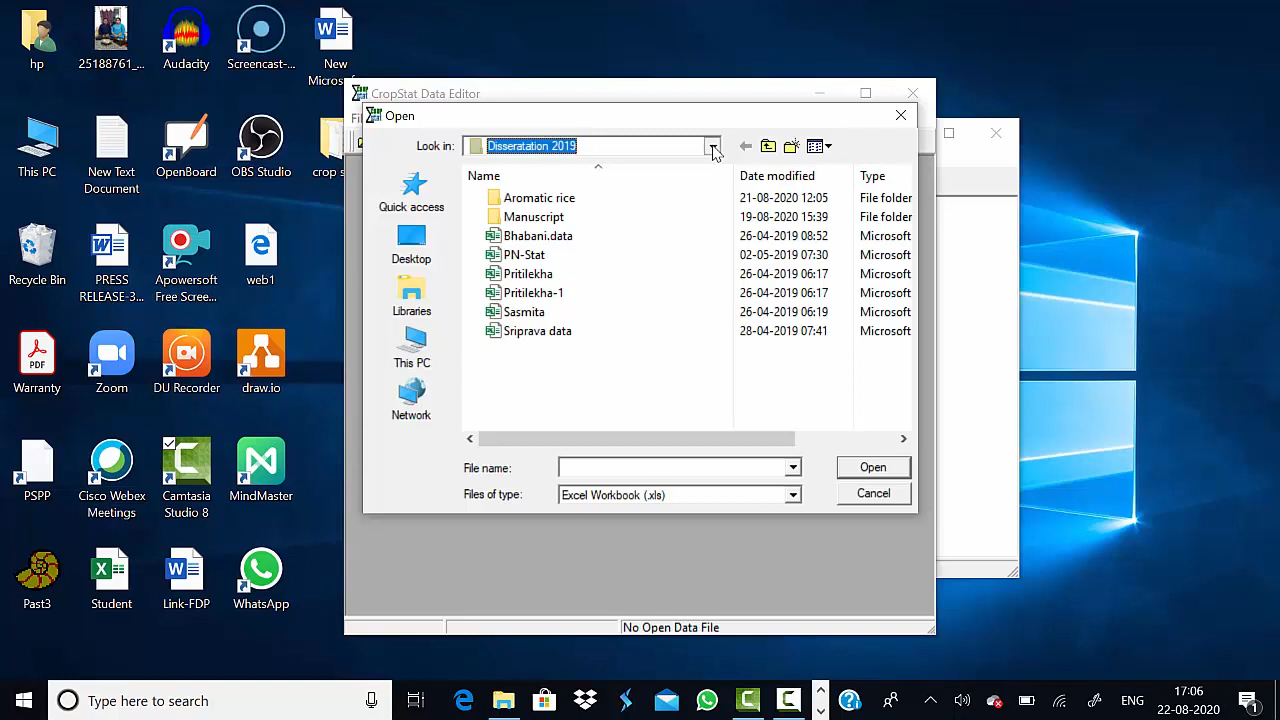 hp
25188761_...
Audacity
Screencast-...
New
Microsof
This PC
New Text
Document
OpenBoard
OBS Studio
crop s
Recycle Bin
PRESS
RELEASE-3...
Apowersoft
Free Scree...
web1
Warranty
Zoom
DU Recorder
draw.io
PSPP
Cisco Webex
Meetings
Camtasia
Studio 8
MindMaster
Past3
Student
Link-FDP
WhatsApp
CropStat Data Editor
Open
Look in:
Disseratation 2019
Name
Date modified
Type
Aromatic rice
21-08-2020 12:05
File folder
Manuscript
19-08-2020 15:39
File folder
Bhabani.data
26-04-2019 08:52
Microsoft
PN-Stat
02-05-2019 07:30
Microsoft
Pritilekha
26-04-2019 06:17
Microsoft
Pritilekha-1
26-04-2019 06:17
Microsoft
Sasmita
26-04-2019 06:19
Microsoft
Sriprava data
28-04-2019 07:41
Microsoft
Quick access
Desktop
Libraries
This PC
Network
File name:
Open
Files of type:
Excel Workbook (.xls)
Cancel
No Open Data File
Type here to search
ENG
17:06
22-08-2020
1